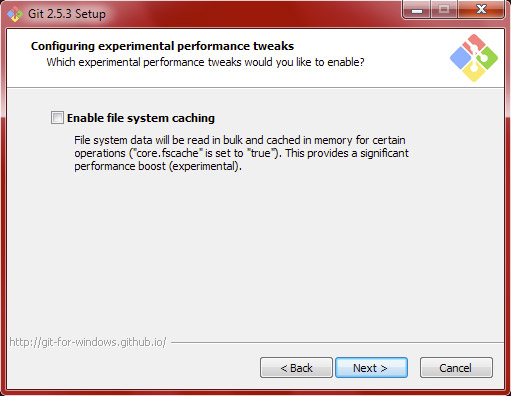 Git 2.5.3 Setup
Configuring experimental performance tweaks
Which experimental performance tweaks would you like to enable?
Enable file system caching
File system data will be read in bulk and cached in memory for certain
operations ("core.fscache" is set to "true"). This provides a significant
performance boost (experimental).
http://git-for-windows.github.io/
< Back
Next >
Cancel